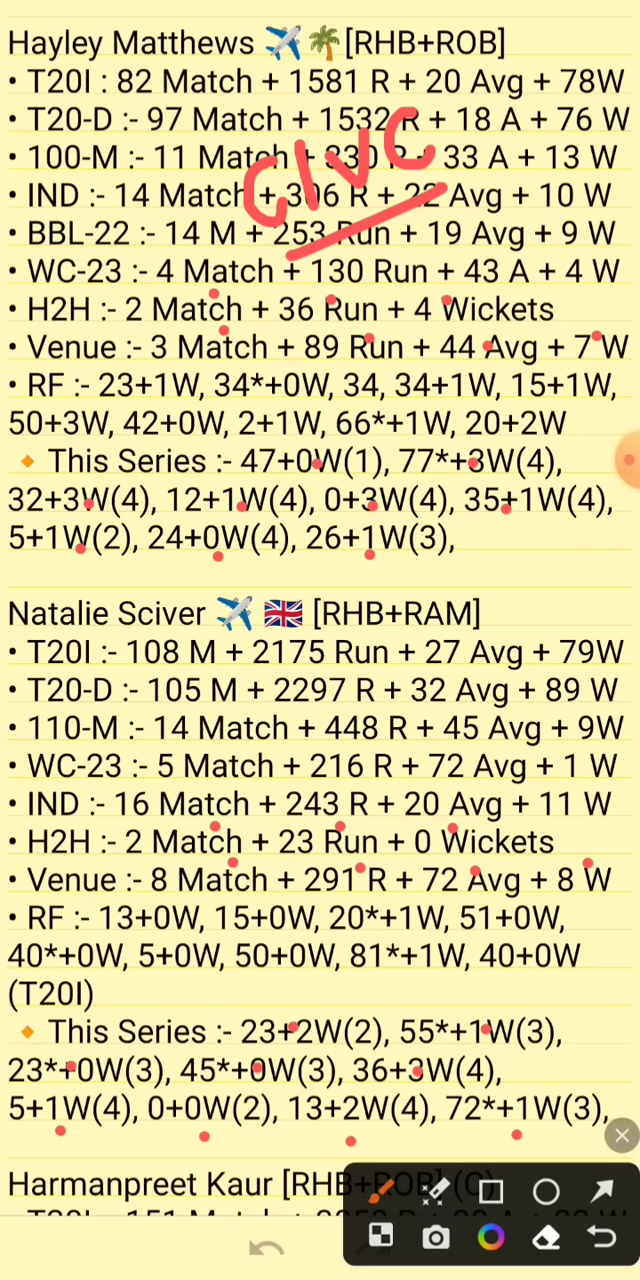 Hayley Matthews ✈️🌴[RHB+ROB]
• T20I : 82 Match + 1581 R + 20 Avg + 78W
• T20-D :- 97 Match + 1532 R + 18 A + 76 W
• 100-M :- 11 Match + 330 R + 33 A + 13 W
GIVC
• IND :- 14 Match + 306 R + 22 Avg + 10 W
• BBL-22 :- 14 M + 253 Run + 19 Avg + 9 W
• WC-23 :- 4 Match + 130 Run + 43 A + 4 W
• H2H :- 2 Match + 36 Run + 4 Wickets
• Venue :- 3 Match + 89 Run + 44 Avg + 7 W
• RF :- 23+1W, 34*+0W, 34, 34+1W, 15+1W,
50+3W, 42+0W, 2+1W, 66*+1W, 20+2W
🔸 This Series :- 47+0W(1), 77*+3W(4),
32+3W(4), 12+1W(4), 0+3W(4), 35+1W(4),
5+1W(2), 24+0W(4), 26+1W(3),
Natalie Sciver ✈️ 🇬🇧 [RHB+RAM]
• T20I :- 108 M + 2175 Run + 27 Avg + 79W
• T20-D :- 105 M + 2297 R + 32 Avg + 89 W
• 110-M :- 14 Match + 448 R + 45 Avg + 9W
• WC-23 :- 5 Match + 216 R + 72 Avg + 1 W
• IND :- 16 Match + 243 R + 20 Avg + 11 W
• H2H :- 2 Match + 23 Run + 0 Wickets
• Venue :- 8 Match + 291 R + 72 Avg + 8 W
• RF :- 13+0W, 15+0W, 20*+1W, 51+0W,
40*+0W, 5+0W, 50+0W, 81*+1W, 40+0W
(T20I)
🔸 This Series :- 23+2W(2), 55*+1W(3),
23*+0W(3), 45*+0W(3), 36+3W(4),
5+1W(4), 0+0W(2), 13+2W(4), 72*+1W(3),
Harmanpreet Kaur [RHB+ROB] (C)